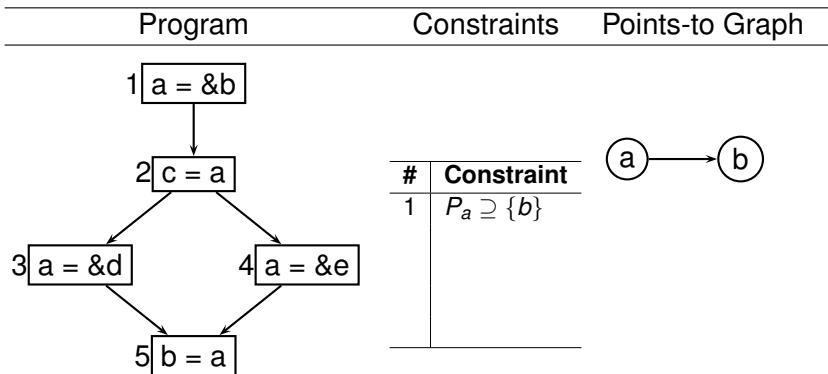 Program Constraints Points-to Graph
1 a = &b
2 c = a
3 a = &d
4 a = &e
5 b = a
# Constraint
1 Pₐ ⊇ {b}
a b